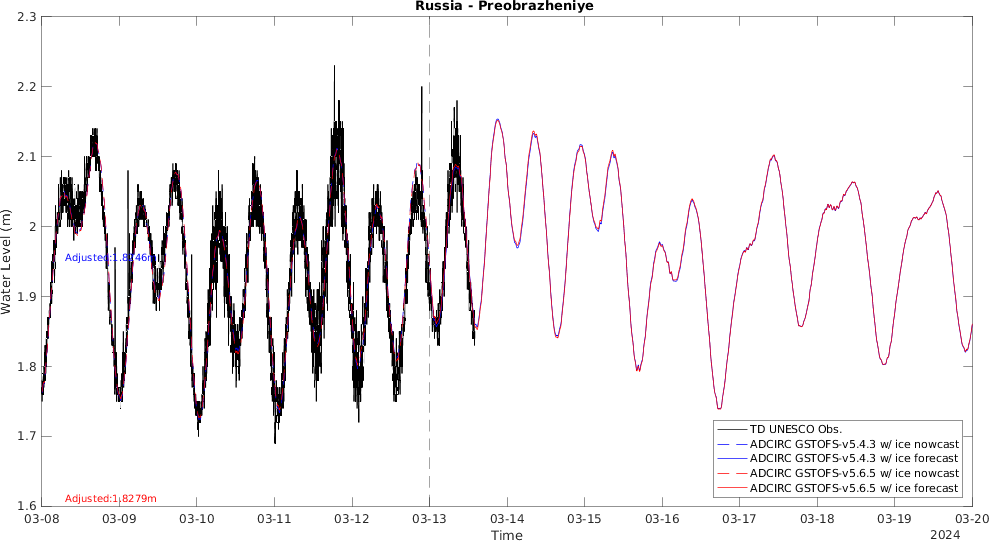 Russia - Preobrazheniye
2.3
2.2
2.1
2
1.9
1.8
1.7
1.6
Water Level (m)
Adjusted:1.8146m
Adjusted:1.8279m
TD UNESCO Obs.
ADCIRC GSTOFS-v5.4.3 w/ ice nowcast
ADCIRC GSTOFS-v5.4.3 w/ ice forecast
ADCIRC GSTOFS-v5.6.5 w/ ice nowcast
ADCIRC GSTOFS-v5.6.5 w/ ice forecast
03-08 03-09 03-10 03-11 03-12 03-13 03-14 03-15 03-16 03-17 03-18 03-19 03-20
Time
2024